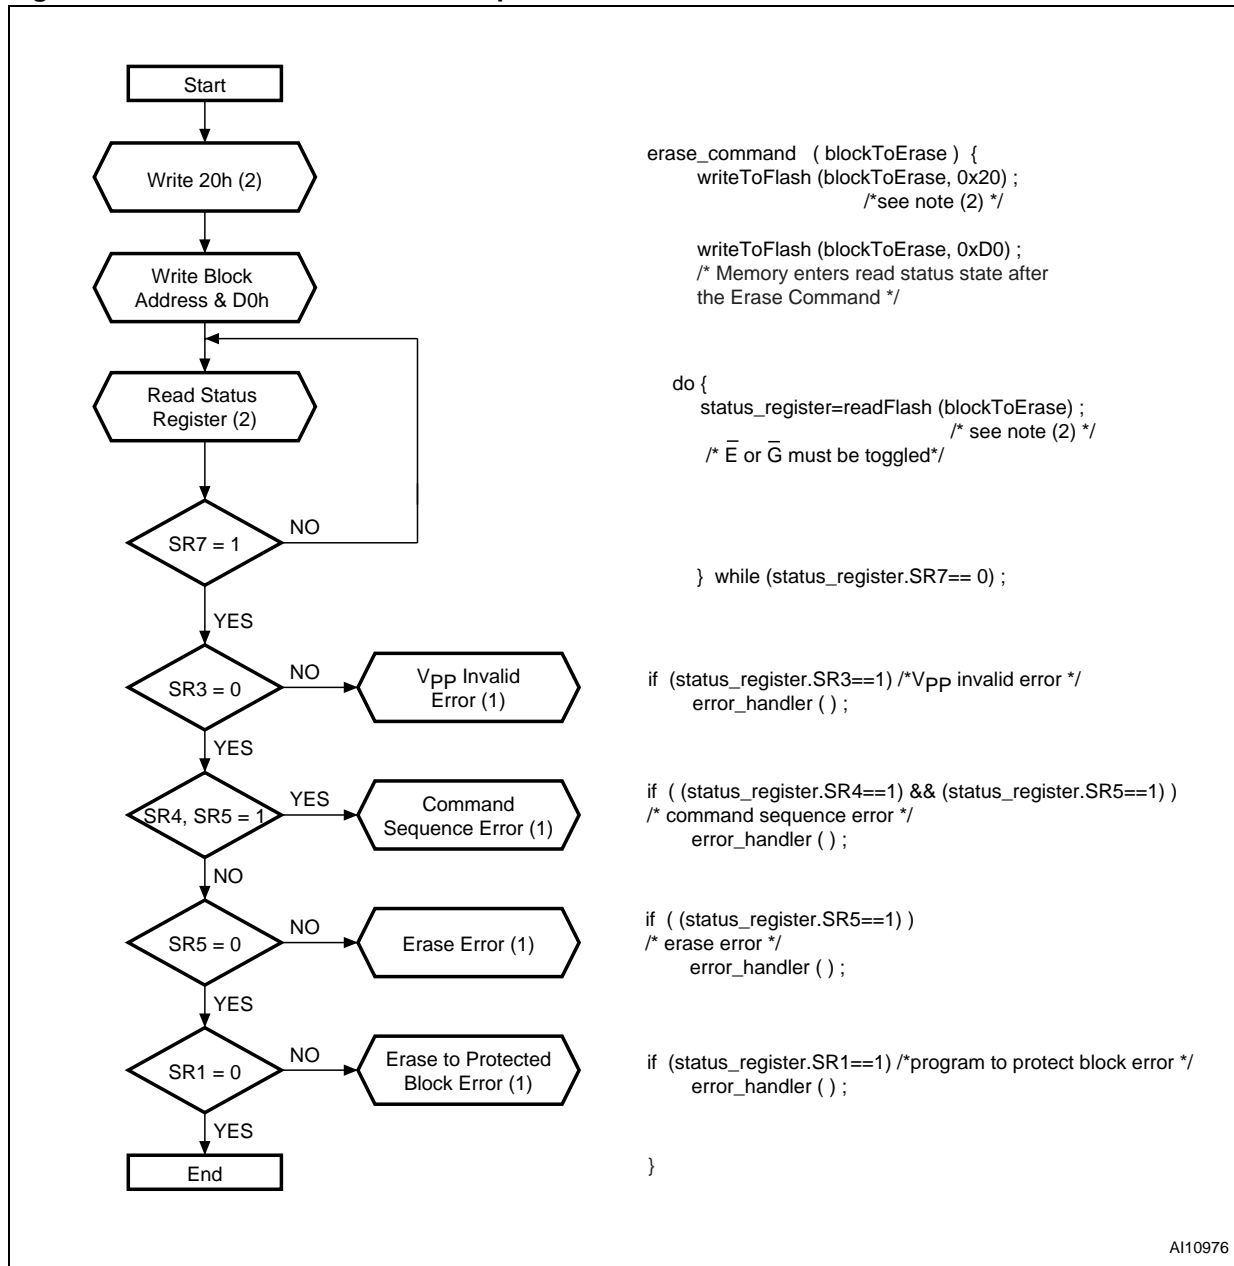 Start
Write 20h (2)
Write Block
Address & D0h
Read Status
Register (2)
SR7 = 1
NO
YES
SR3 = 0
NO
VPP Invalid
Error (1)
YES
SR4, SR5 = 1
YES
Command
Sequence Error (1)
NO
SR5 = 0
NO
Erase Error (1)
YES
SR1 = 0
NO
Erase to Protected
Block Error (1)
YES
End
erase_command ( blockToErase ) {
writeToFlash (blockToErase, 0x20) ;
/*see note (2) */
writeToFlash (blockToErase, 0xD0) ;
/* Memory enters read status state after
the Erase Command */
do {
status_register=readFlash (blockToErase) ;
/* see note (2) */
/* E̅ or G̅ must be toggled*/
} while (status_register.SR7== 0) ;
if (status_register.SR3==1) /*VPP invalid error */
error_handler ( ) ;
if ( (status_register.SR4==1) && (status_register.SR5==1) )
/* command sequence error */
error_handler ( ) ;
if ( (status_register.SR5==1) )
/* erase error */
error_handler ( ) ;
if (status_register.SR1==1) /*program to protect block error */
error_handler ( ) ;
}
AI10976